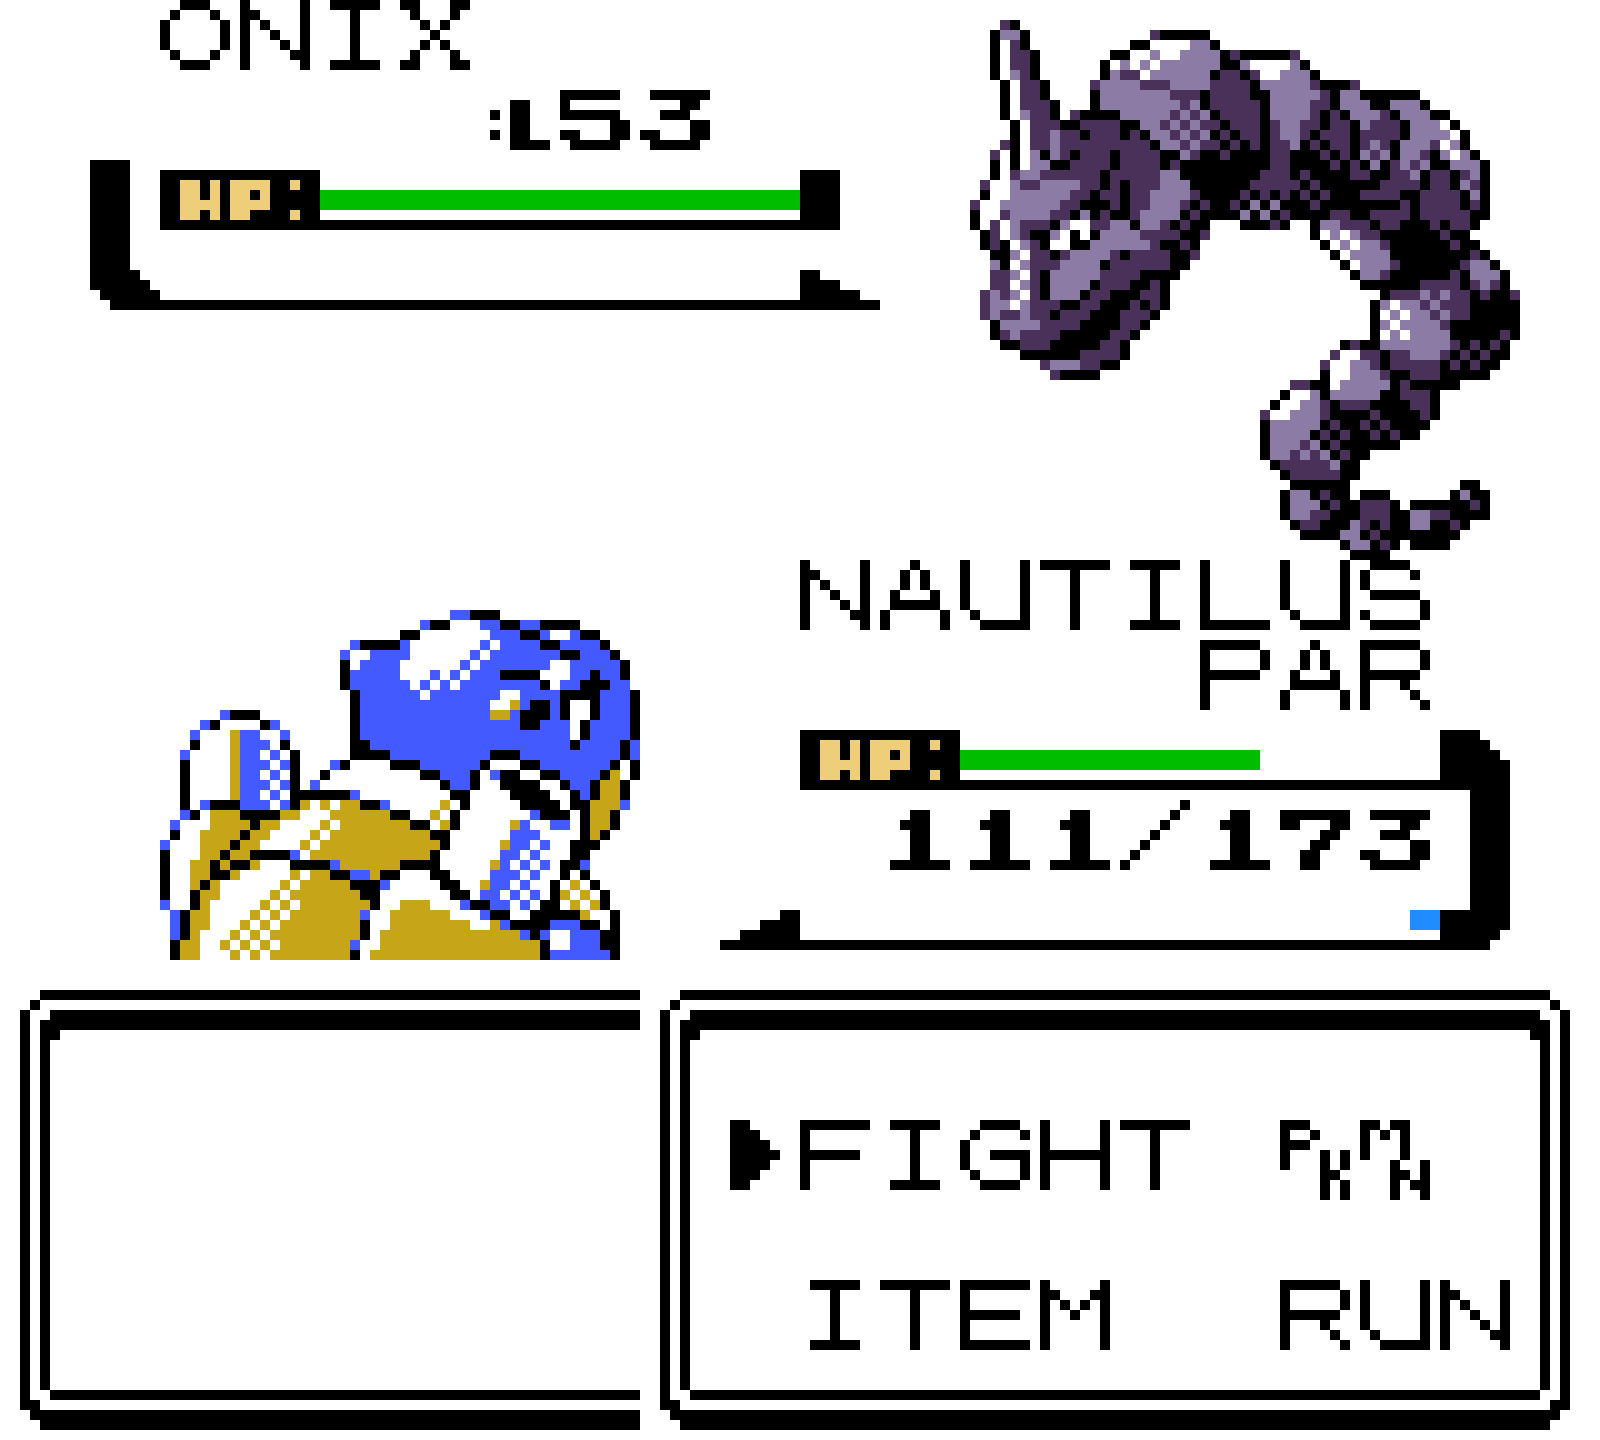 ONIX
:L53
HP:
NAUTILUS
PAR
HP:
111/173
FIGHT PKMN
ITEM RUN